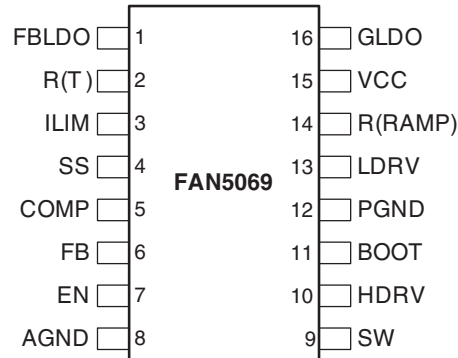 FBLDO 1 16 GLDO
R(T) 2 15 VCC
ILIM 3 14 R(RAMP)
SS 4 13 LDRV
FAN5069
COMP 5 12 PGND
FB 6 11 BOOT
EN 7 10 HDRV
AGND 8 9 SW